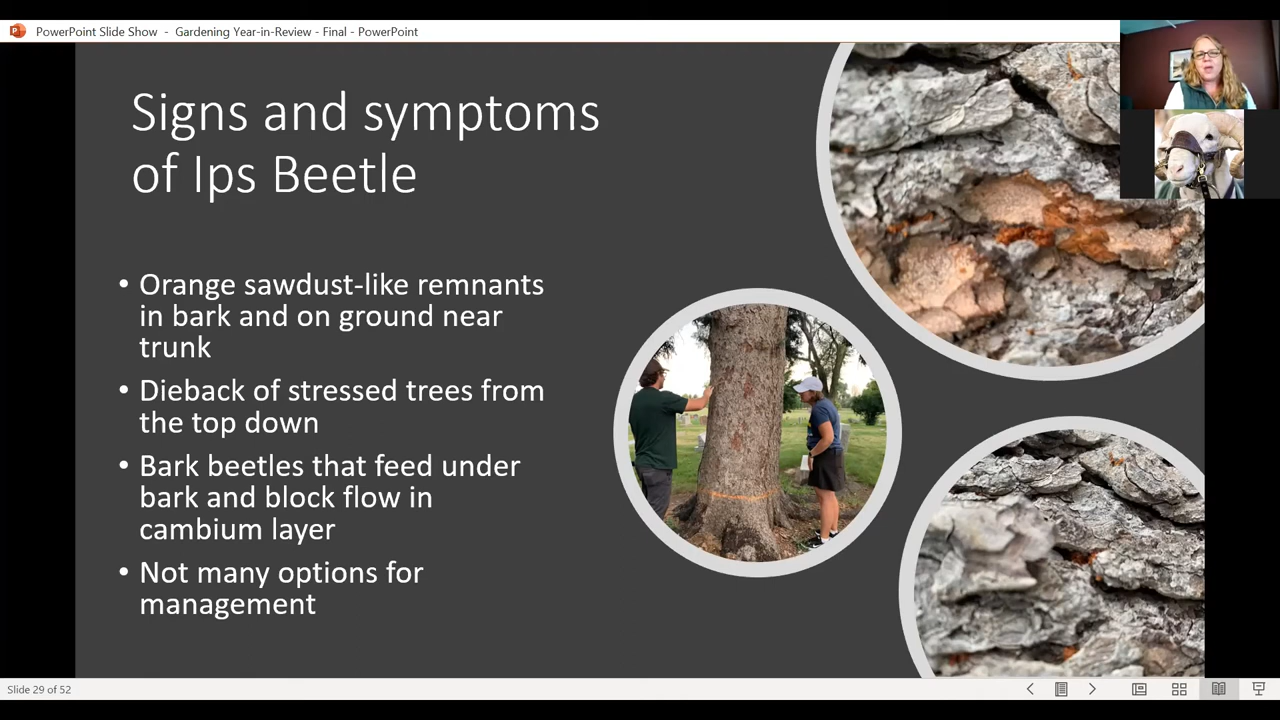 PowerPoint Slide Show - Gardening Year-in-Review - Final - PowerPoint
Signs and symptoms
of Ips Beetle
• Orange sawdust-like remnants
in bark and on ground near
trunk
• Dieback of stressed trees from
the top down
• Bark beetles that feed under
bark and block flow in
cambium layer
• Not many options for
management
Slide 29 of 52